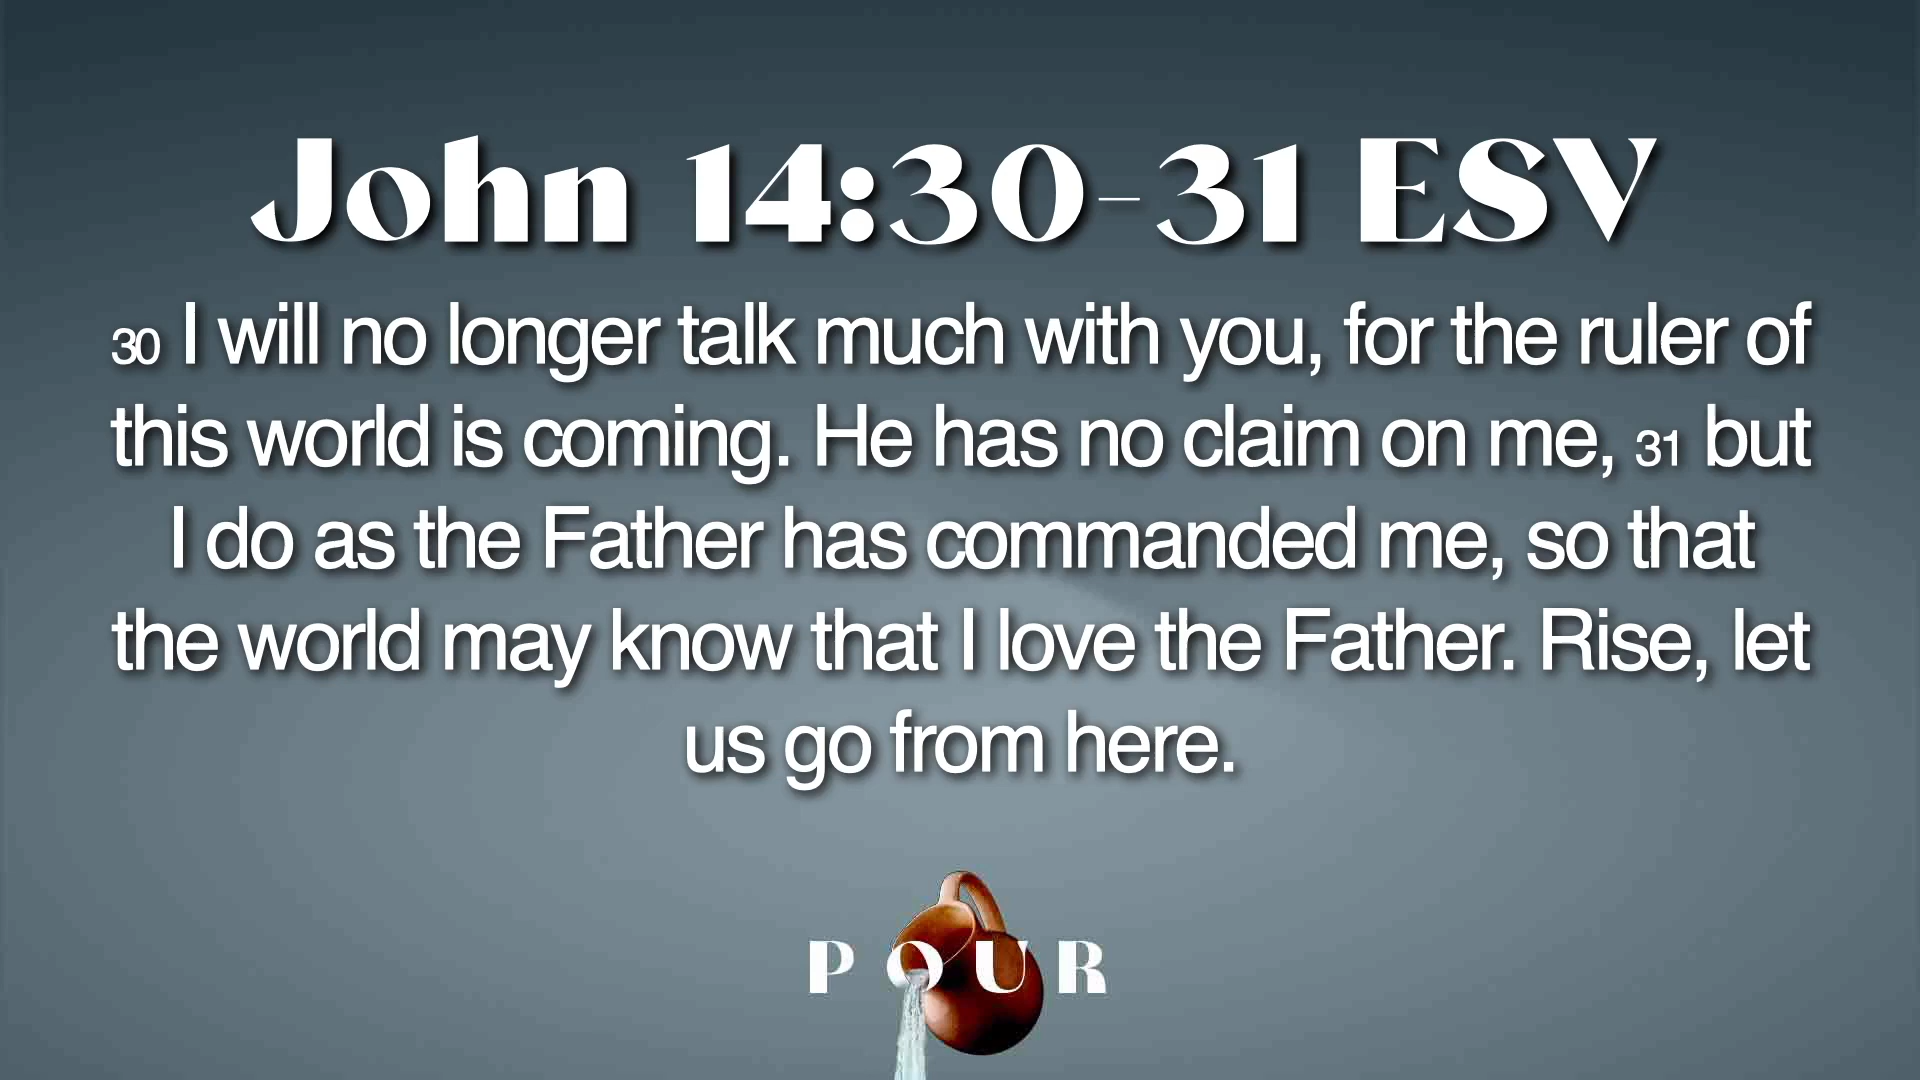 John 14:30-31 ESV
30 I will no longer talk much with you, for the ruler of
this world is coming. He has no claim on me, 31 but
I do as the Father has commanded me, so that
the world may know that I love the Father. Rise, let
us go from here.
POUR